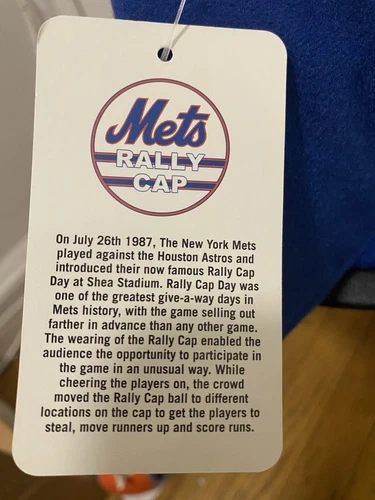 Mets
RALLY
CAP
On July 26th 1987, The New York Mets
played against the Houston Astros and
introduced their now famous Rally Cap
Day at Shea Stadium. Rally Cap Day was
one of the greatest give-a-way days in
Mets history, with the game selling out
farther in advance than any other game.
The wearing of the Rally Cap enabled the
audience the opportunity to participate in
the game in an unusual way. While
cheering the players on, the crowd
moved the Rally Cap ball to different
locations on the cap to get the players to
steal, move runners up and score runs.